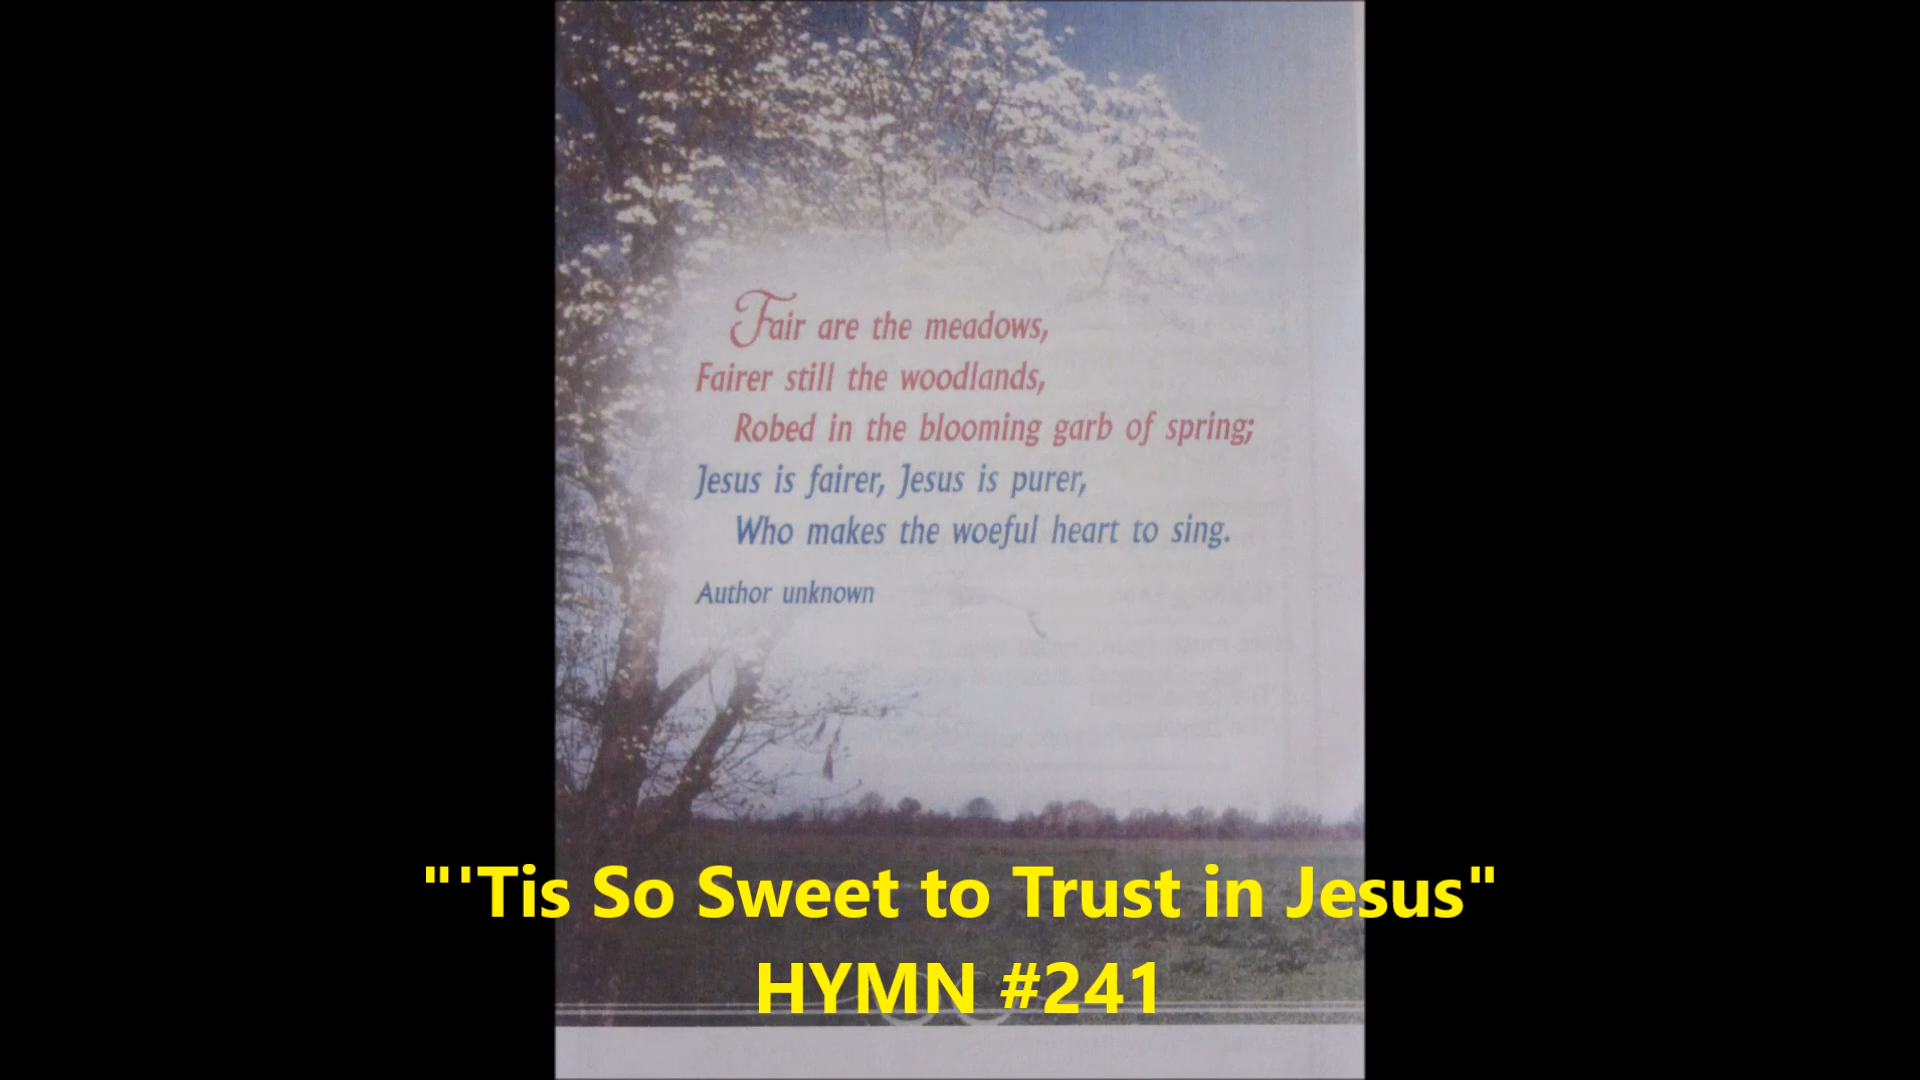 Fair are the meadows,
Fairer still the woodlands,
Robed in the blooming garb of spring;
Jesus is fairer, Jesus is purer,
Who makes the woeful heart to sing.
Author unknown
"'Tis So Sweet to Trust in Jesus"
HYMN #241